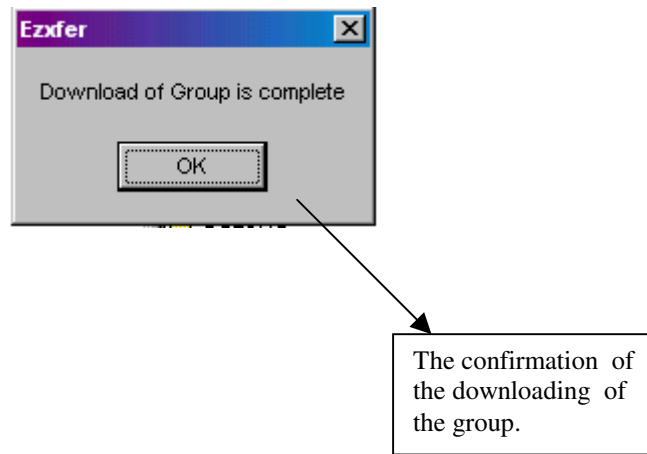 Ezxfer
Download of Group is complete
OK
The confirmation of
the downloading of
the group.